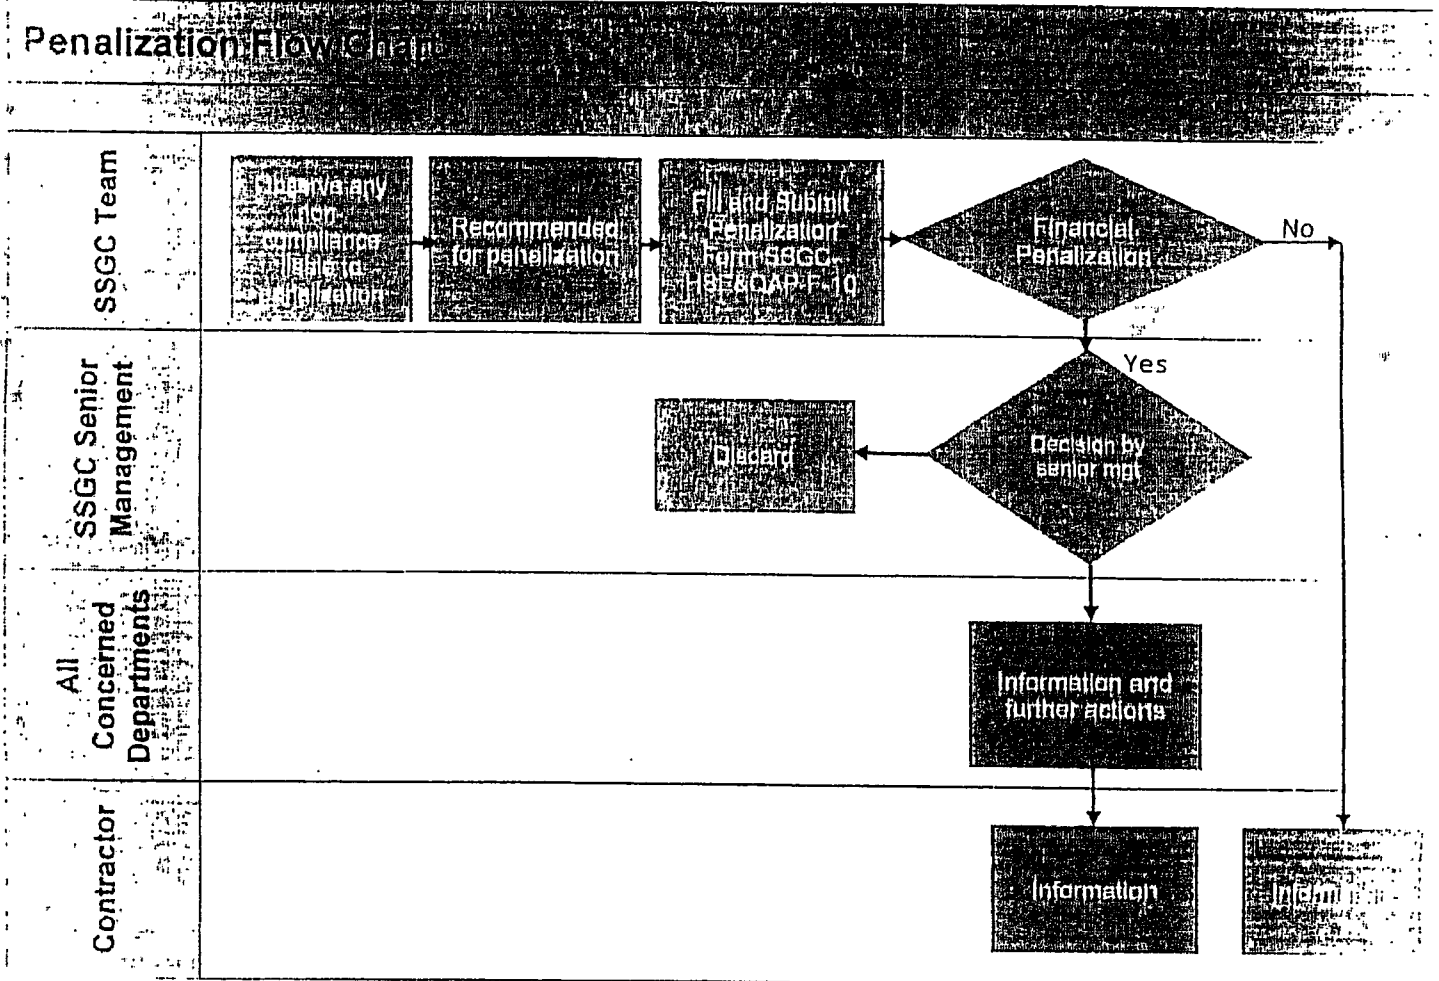 Penalization Flow Chart
SSGC Team
Observe any
non-
compliance
liable to
penalization
Recommended
for penalization
Fill and Submit
Penalization
Form SSGC-
HSE&QAP-F-10
Financial
Penalization
No
Yes
SSGC Senior
Management
Discard
Decision by
senior mgt
All
Concerned
Departments
Information and
further actions
Contractor
Information